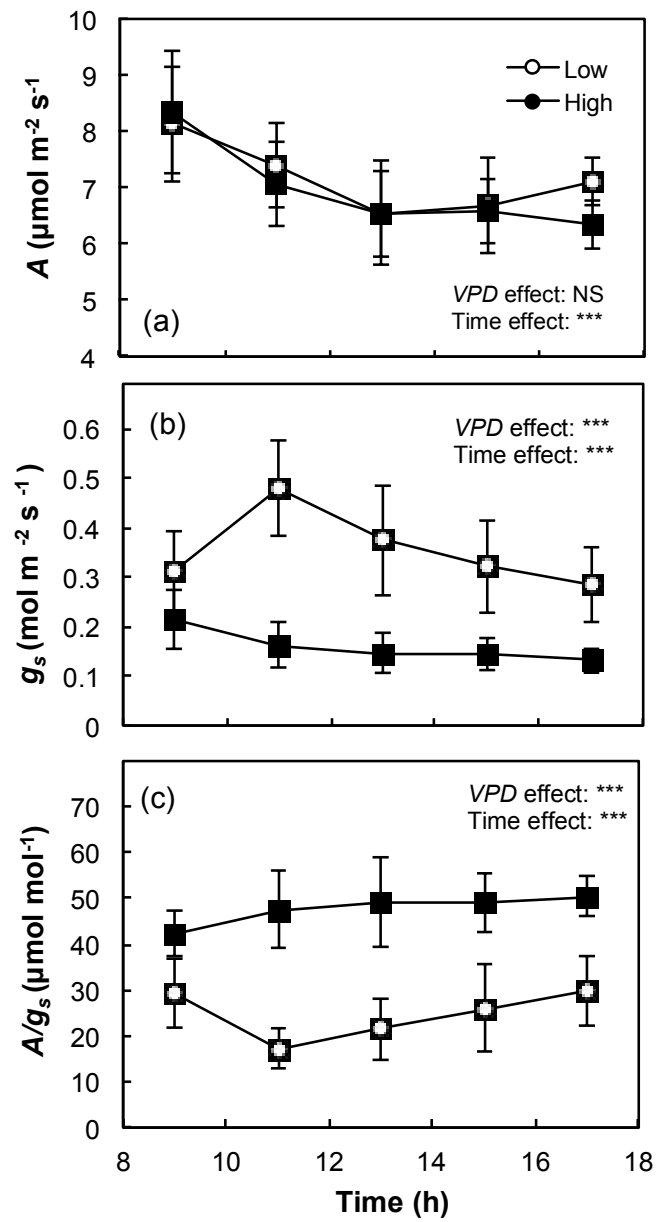 10
9
8
7
6
5
4
A (µmol m⁻² s⁻¹)
Low
High
VPD effect: NS
Time effect: ***
(a)
(b)
VPD effect: ***
Time effect: ***
0.6
0.5
0.4
0.3
0.2
0.1
0
gₛ (mol m ⁻² s ⁻¹)
(c)
VPD effect: ***
Time effect: ***
70
60
50
40
30
20
10
0
A/gₛ (µmol mol⁻¹)
8 10 12 14 16 18
Time (h)